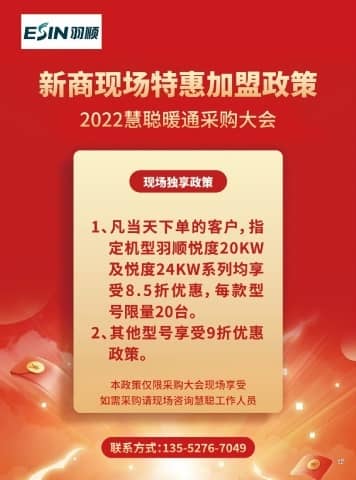 ESIN羽顺
新商现场特惠加盟政策
2022慧聪暖通采购大会
现场独享政策
1、凡当天下单的客户,指
定机型羽顺悦度20KW
及悦度24KW系列均享
受8.5折优惠,每款型
号限量20台。
2、其他型号享受9折优惠
政策。
本政策仅限采购大会现场享受
如需采购请现场咨询慧聪工作人员
联系方式:135-5276-7049